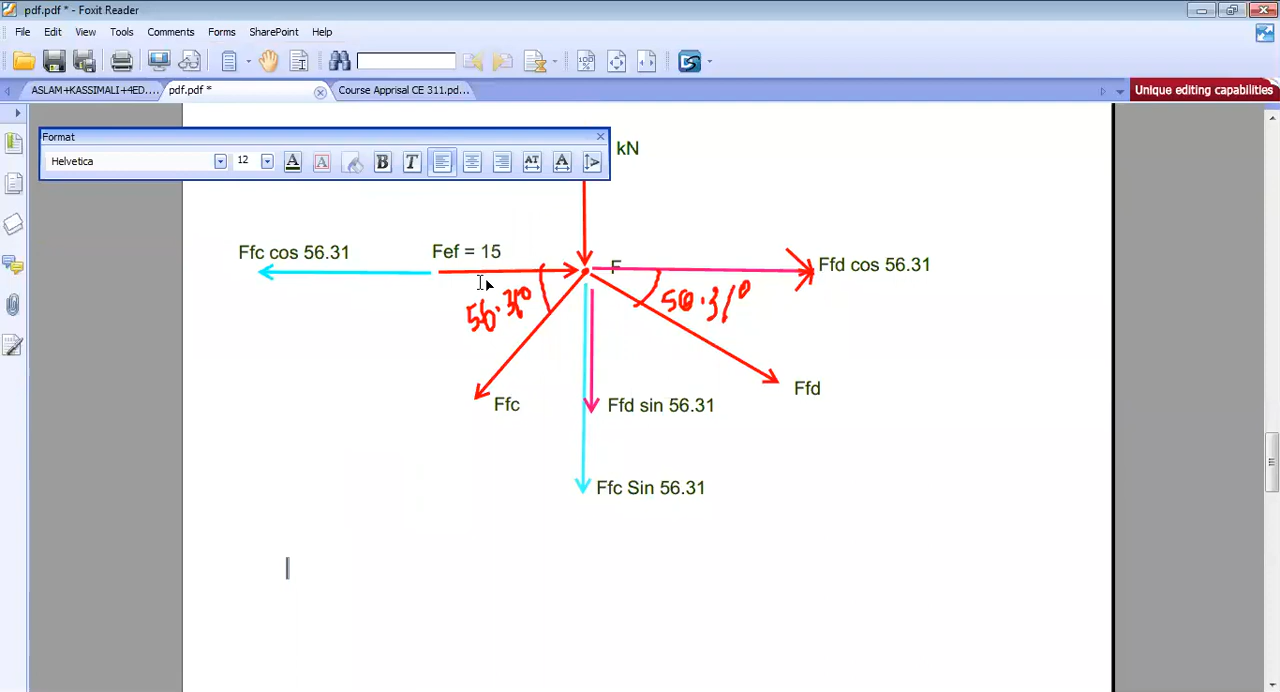 pdf.pdf * - Foxit Reader
File Edit View Tools Comments Forms SharePoint Help
ASLAM+KASSIMALI+4ED.... pdf.pdf * Course Apprisal CE 311.pd... Unique editing capabilities
Format
Helvetica 12
kN
Ffc cos 56.31
Fef = 15
F
Ffd cos 56.31
56.31°
56.31°
Ffd
Ffc
Ffd sin 56.31
Ffc Sin 56.31